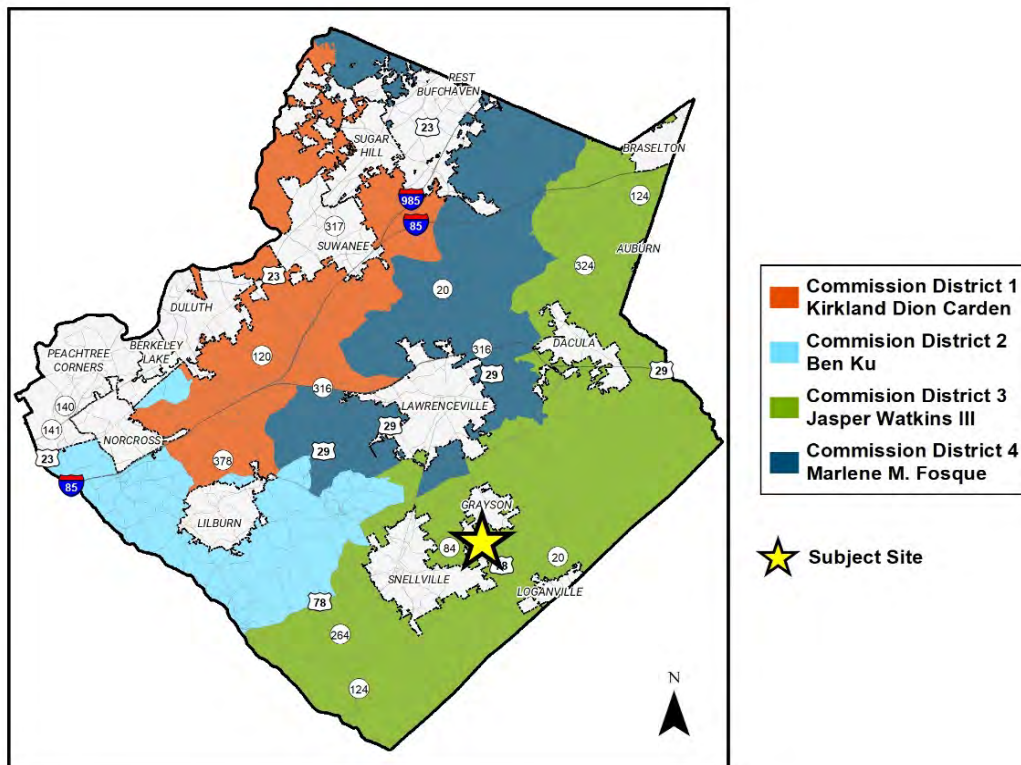 REST
BUFCHAVEN
23
SUGAR
HILL
BRASELTON
985
124
85
317
SUWANEE
AUBURN
324
23
20
DULUTH
BERKELEY
LAKE
PEACHTREE
CORNERS
120
316
DACULA
29
316
29
LAWRENCEVILLE
140
141
NORCROSS
29
29
23
378
85
LILBURN
GRAYSON
84
8
20
SNELLVILLE
LOGANVILLE
78
264
124
N
Commission District 1
Kirkland Dion Carden
Commision District 2
Ben Ku
Commision District 3
Jasper Watkins III
Commission District 4
Marlene M. Fosque
Subject Site